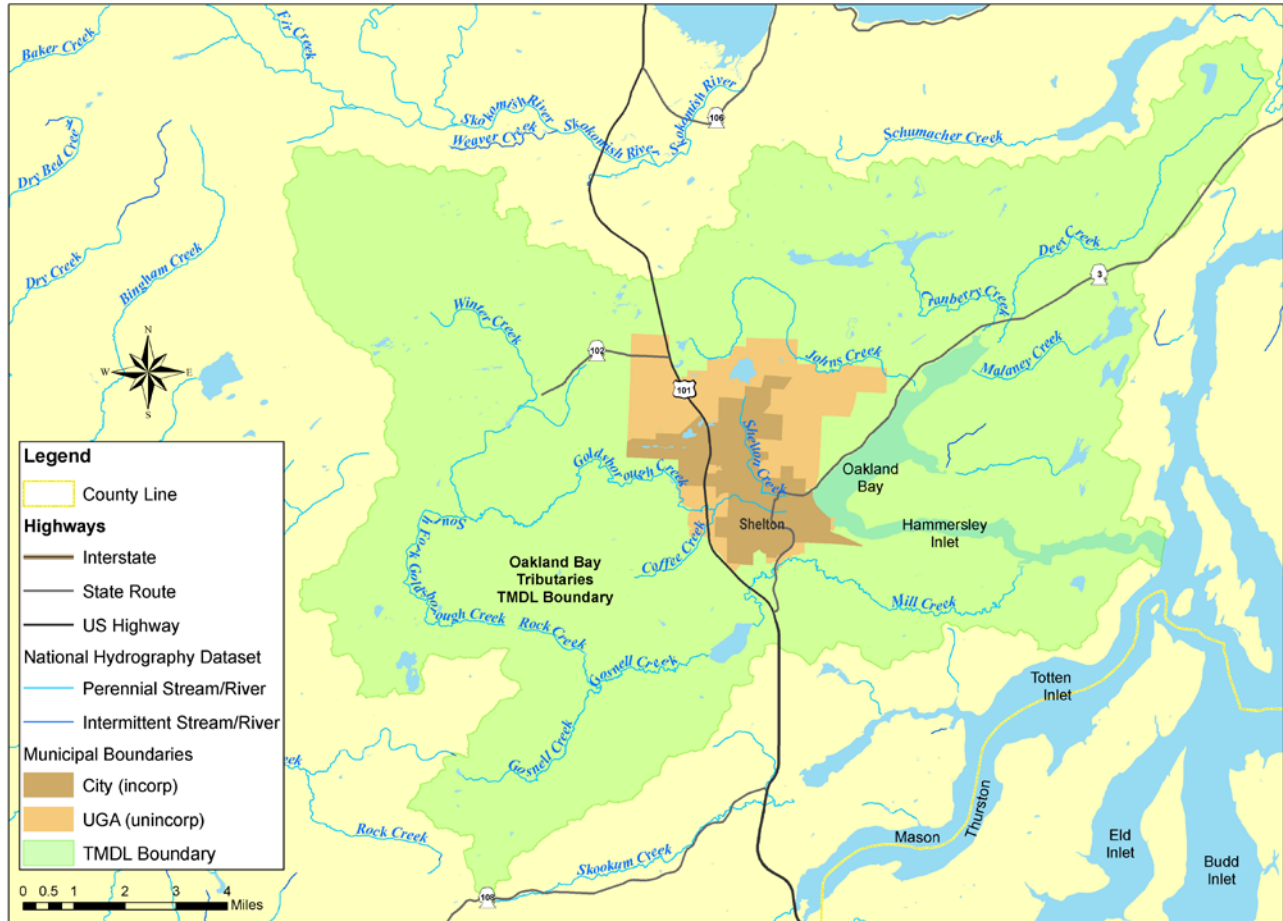 Baker Creek
Fir Creek
Skokomish River
Weaver Creek
Skokomish River
Skokomish River
106
Schumacher Creek
Dry Bed Creek
Dry Creek
Bingham Creek
Winter Creek
102
101
Deer Creek
3
Cranberry Creek
Malaney Creek
Johns Creek
N
W
E
S
Goldsborough Creek
Shelton Creek
Oakland
Bay
Shelton
Hammersley
Inlet
South Fork Goldsborough Creek
Coffee Creek
Oakland Bay
Tributaries
TMDL Boundary
Rock Creek
Mill Creek
Gosnell Creek
Gosnell Creek
Rock Creek
Skookum Creek
Totten
Inlet
Mason
Thurston
Eld
Inlet
Budd
Inlet
Legend
County Line
Highways
Interstate
State Route
US Highway
National Hydrography Dataset
Perennial Stream/River
Intermittent Stream/River
Municipal Boundaries
City (incorp)
UGA (unincorp)
TMDL Boundary
0 0.5 1 2 3 4
Miles